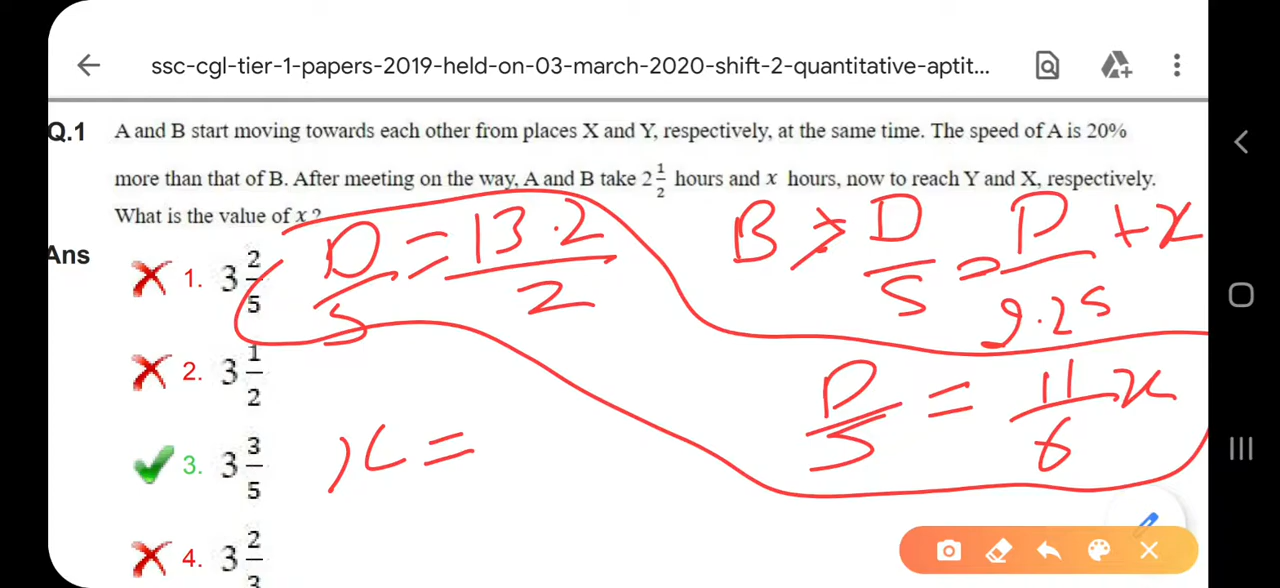 ssc-cgl-tier-1-papers-2019-held-on-03-march-2020-shift-2-quantitative-aptit...
Q.1 A and B start moving towards each other from places X and Y, respectively, at the same time. The speed of A is 20%
more than that of B. After meeting on the way, A and B take 2 1/2 hours and x hours, now to reach Y and X, respectively.
What is the value of x ?
D/S = 13.2/2
B → D/S = D/2.2S + x
Ans
1. 3 2/5
2. 3 1/2
D/S = 11/6 x
3. 3 3/5
x =
4. 3 2/3